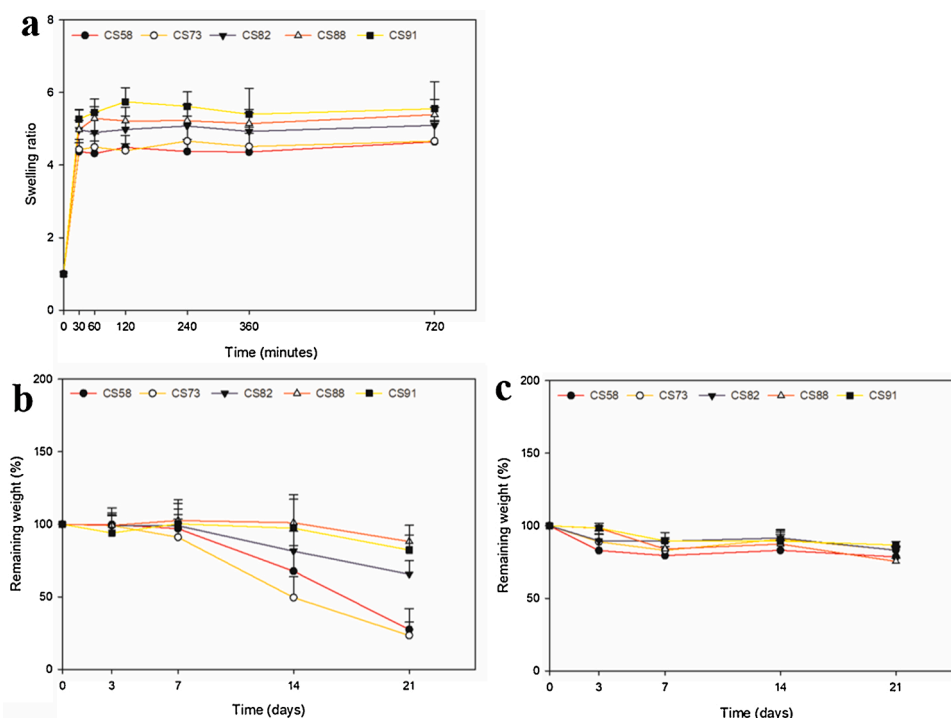 a
CS58 CS73 CS82 CS88 CS91
8
6
4
2
0
Swelling ratio
0 30 60 120 240 360 720
Time (minutes)
b
CS58 CS73 CS82 CS88 CS91
200
150
100
50
0
Remaining weight (%)
0 3 7 14 21
Time (days)
c
CS58 CS73 CS82 CS88 CS91
200
150
100
50
0
Remaining weight (%)
0 3 7 14 21
Time (days)